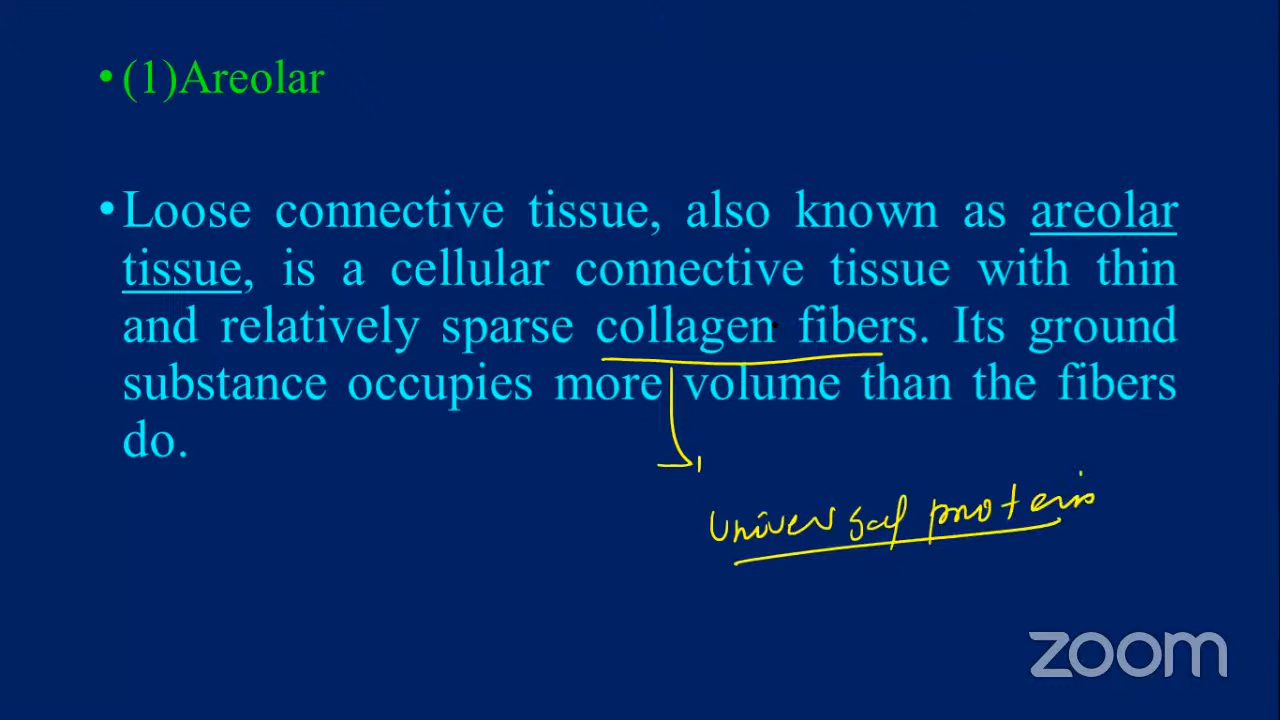 • (1)Areolar
• Loose connective tissue, also known as areolar
tissue, is a cellular connective tissue with thin
and relatively sparse collagen fibers. Its ground
substance occupies more volume than the fibers
do.
universal protein
zoom